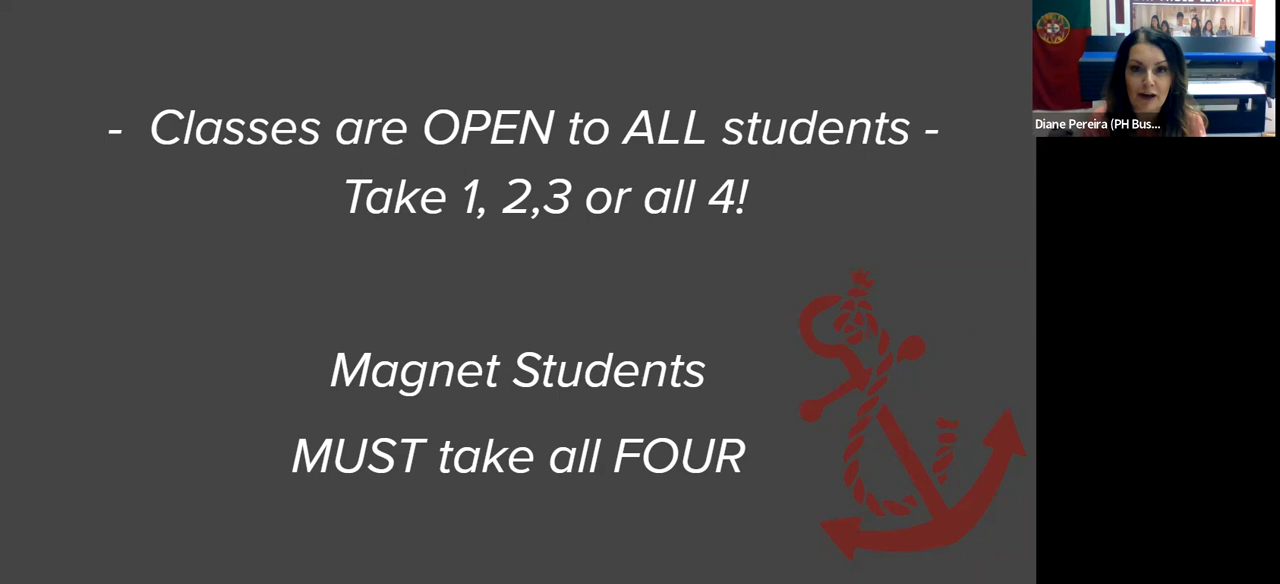 - Classes are OPEN to ALL students -
Take 1, 2,3 or all 4!
Magnet Students
MUST take all FOUR
Diane Pereira (PH Bus...